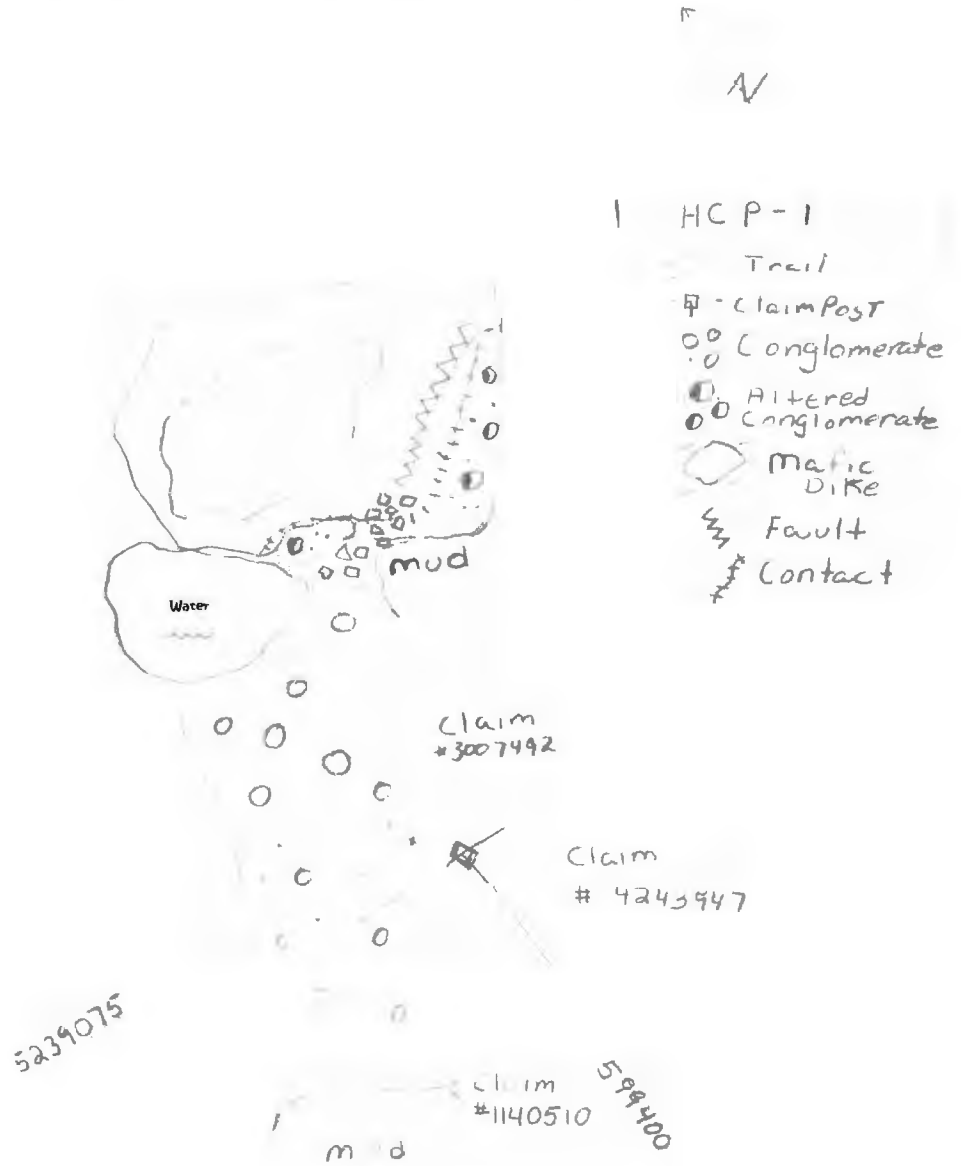 N
1 HCP-1
Trail
- Claim Post
Conglomerate
Altered
Conglomerate
Mafic
Dike
Fault
Contact
mud
Water
Claim
#3007492
Claim
5239075
Claim
#1140510
599400
m d